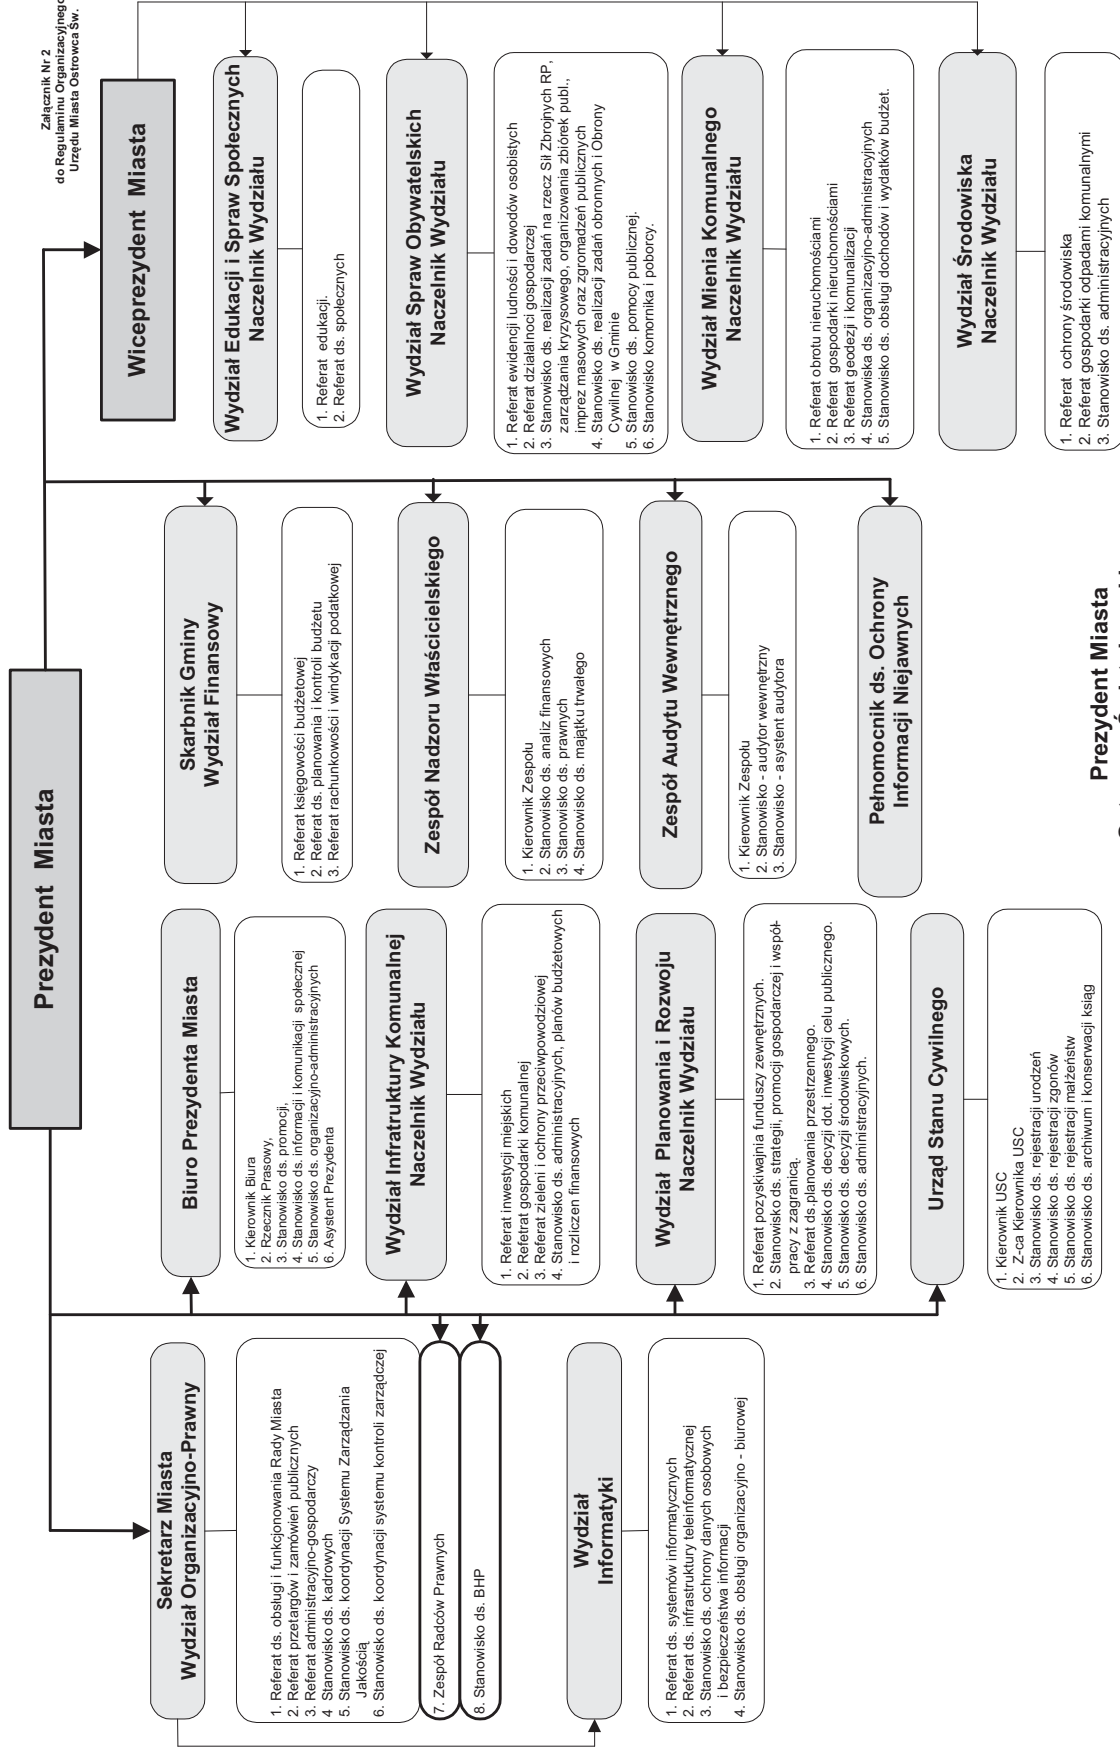 Załącznik Nr 2
do Regulaminu Organizacyjnego
Urzędu Miasta Ostrowca Św.
Prezydent Miasta
Wiceprezydent Miasta
Sekretarz Miasta
Wydział Organizacyjno-Prawny
1. Referat ds. obsługi i funkcjonowania Rady Miasta
2. Referat przetargów i zamówień publicznych
3. Referat administracyjno-gospodarczy
4 Stanowisko ds. kadrowych
5. Stanowisko ds. koordynacji Systemu Zarządzania
Jakością
6. Stanowisko ds. koordynacji systemu kontroli zarządczej
7. Zespół Radców Prawnych
8. Stanowisko ds. BHP
Wydział
Informatyki
1. Referat ds. systemów informatycznych
2. Referat ds. infrastruktury teleinformatycznej
3. Stanowisko ds. ochrony danych osobowych
i bezpieczeństwa informacji
4. Stanowisko ds. obsługi organizacyjno - biurowej
Biuro Prezydenta Miasta
1. Kierownik Biura
2. Rzecznik Prasowy,
3. Stanowisko ds. promocji,
4. Stanowisko ds. informacji i komunikacji społecznej
5. Stanowisko ds. organizacyjno-administracyjnych
6. Asystent Prezydenta
Wydział Infratruktury Komunalnej
Naczelnik Wydziału
1. Referat inwestycji miejskich
2. Refetrat gospodarki komunalnej
3. Referat zieleni i ochrony przeciwpowodziowej
4. Stanowisko ds. administracyjnych, planów budżetowych
i rozliczen finansowych
Wydział Planowania i Rozwoju
Naczelnik Wydziału
1. Referat pozyskiwajnia funduszy zewnętrznych.
2. Stanowisko ds. strategii, promocji gospodarczej i współ-
pracy z zagranicą.
3. Referat ds.planowania przestrzennego.
4. Stanowisko ds. decyzji dot. inwestycji celu publicznego.
5. Stanowisko ds. decyzji środowiskowych.
6. Stanowisko ds. administracyjnych.
Urząd Stanu Cywilnego
1. Kierownik USC
2. Z-ca Kierownika USC
3. Stanowisko ds. rejestracji urodzeń
4. Stanowisko ds. rejestracji zgonów
5. Stanowisko ds. rejestracji małżeństw
6. Stanowisko ds. archiwum i konserwacji ksiąg
Skarbnik Gminy
Wydział Finansowy
1. Referat księgowości budżetowej
2. Referat ds. planowania i kontroli budżetu
3. Referat rachunkowości i windykacji podatkowej
Zespół Nadzoru Właścicielskiego
1. Kierownik Zespołu
2. Stanowisko ds. analiz finansowych
3. Stanowisko ds. prawnych
4. Stanowisko ds. majątku trwałego
Zespół Audytu Wewnętrznego
1. Kierownik Zespołu
2. Stanowisko - audytor wewnętrzny
3. Stanowisko - asystent audytora
Pełnomocnik ds. Ochrony
Informacji Niejawnych
Wydział Edukacji i Spraw Społecznych
Naczelnik Wydziału
1. Referat edukacji.
2. Referat ds. społecznych
Wydział Spraw Obywatelskich
Naczelnik Wydziału
1. Referat ewidencji ludności i dowodów osobistych
2. Referat działalnoci gospodarczej
3. Stanowisko ds. realizacji zadań na rzecz Sił Zbrojnych RP,
zarządzania kryzysowego, organizowania zbiórek publ.,
imprez masowych oraz zgromadzeń publicznych
4. Stanowisko ds. realizacji zadań obronnych i Obrony
Cywilnej w Gminie
5. Stanowisko ds. pomocy publicznej.
6. Stanowisko komornika i poborcy.
Wydział Mienia Komunalnego
Naczelnik Wydziału
1. Referat obrotu nieruchomościami
2. Referat gospodarki nieruchomościami
3. Referat geodezji i komunalizacji
4. Stanowiska ds. organizacyjno-administracyjnych
5. Stanowisko ds. obsługi dochodów i wydatków budżet.
Wydział Środowiska
Naczelnik Wydziału
1. Referat ochrony środowiska
2. Referat gospodarki odpadami komunalnymi
3. Stanowisko ds. administracyjnych
Prezydent Miasta